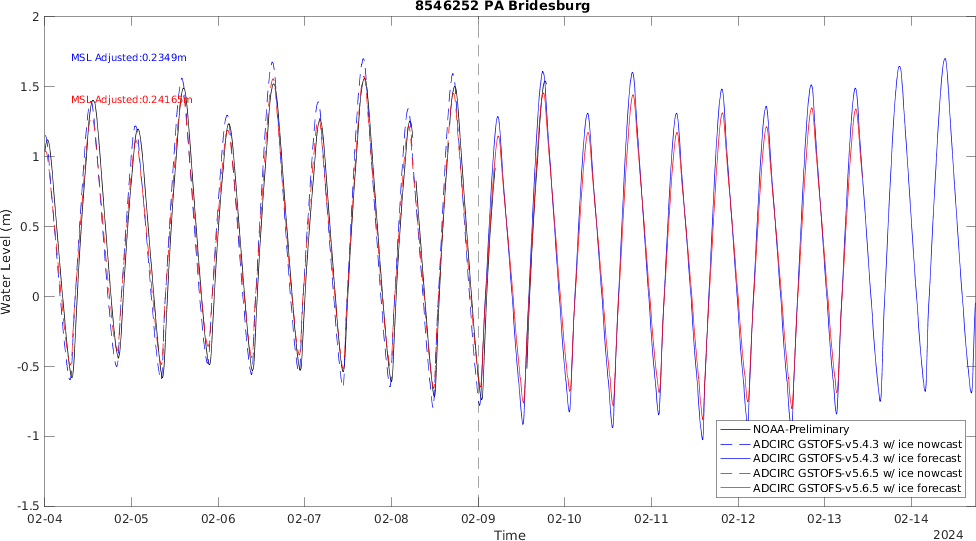 8546252 PA Bridesburg
2
1.5
1
0.5
0
-0.5
-1
-1.5
Water Level (m)
MSL Adjusted:0.2349m
MSL Adjusted:0.24165m
NOAA-Preliminary
ADCIRC GSTOFS-v5.4.3 w/ ice nowcast
ADCIRC GSTOFS-v5.4.3 w/ ice forecast
ADCIRC GSTOFS-v5.6.5 w/ ice nowcast
ADCIRC GSTOFS-v5.6.5 w/ ice forecast
02-04 02-05 02-06 02-07 02-08 02-09 02-10 02-11 02-12 02-13 02-14
Time
2024